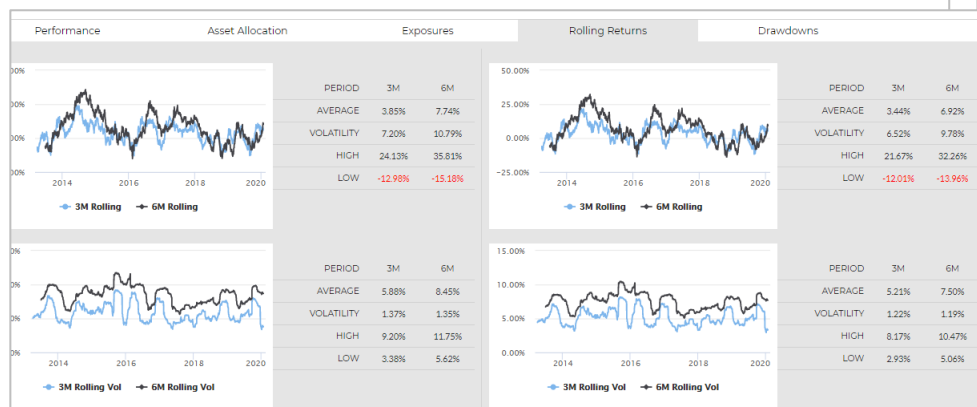 Performance Asset Allocation Exposures Rolling Returns Drawdowns
PERIOD 3M 6M
AVERAGE 3.85% 7.74%
VOLATILITY 7.20% 10.79%
HIGH 24.13% 35.81%
LOW -12.98% -15.18%
2014 2016 2018 2020
3M Rolling 6M Rolling
50.00%
25.00%
0.00%
-25.00%
2014 2016 2018 2020
3M Rolling 6M Rolling
PERIOD 3M 6M
AVERAGE 3.44% 6.92%
VOLATILITY 6.52% 9.78%
HIGH 21.67% 32.26%
LOW -12.01% -13.96%
2014 2016 2018 2020
3M Rolling Vol 6M Rolling Vol
PERIOD 3M 6M
AVERAGE 5.88% 8.45%
VOLATILITY 1.37% 1.35%
HIGH 9.20% 11.75%
LOW 3.38% 5.62%
15.00%
10.00%
5.00%
0.00%
2014 2016 2018 2020
3M Rolling Vol 6M Rolling Vol
PERIOD 3M 6M
AVERAGE 5.21% 7.50%
VOLATILITY 1.22% 1.19%
HIGH 8.17% 10.47%
LOW 2.93% 5.06%